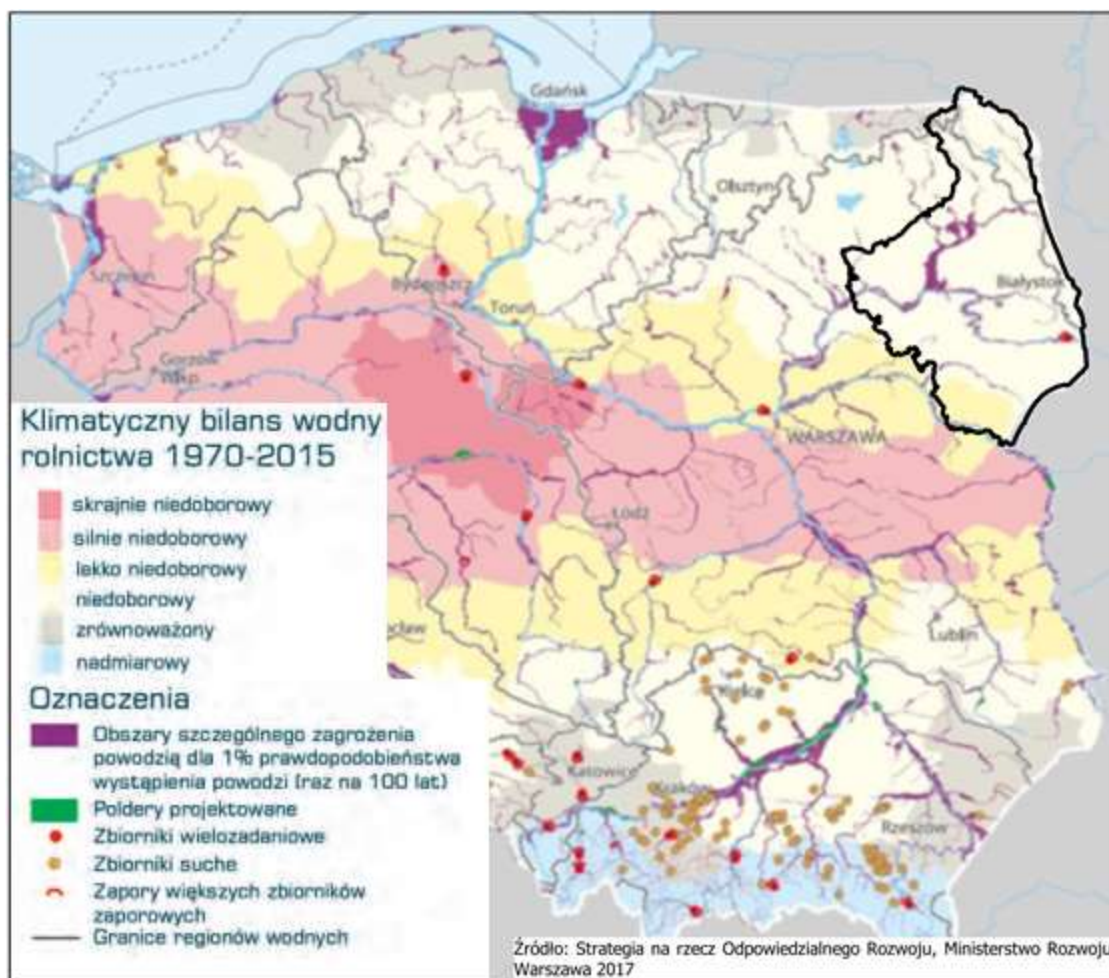 Gdańsk
Olsztyn
Białystok
Szczecin
Bydgoszcz
Toruń
Gorzów
Wlkp.
WARSZAWA
Klimatyczny bilans wodny
rolnictwa 1970-2015
skrajnie niedoborowy
silnie niedoborowy
lekko niedoborowy
niedoborowy
zrównoważony
nadmiarowy
Łódź
Lublin
Kielce
Katowice
Kraków
Rzeszów
Oznaczenia
Obszary szczególnego zagrożenia
powodzią dla 1% prawdopodobieństwa
wystąpienia powodzi (raz na 100 lat)
Poldery projektowane
Zbiorniki wielozadaniowe
Zbiorniki suche
Zapory większych zbiorników
zaporowych
Granice regionów wodnych
Źródło: Strategia na rzecz Odpowiedzialnego Rozwoju, Ministerstwo Rozwoju
Warszawa 2017